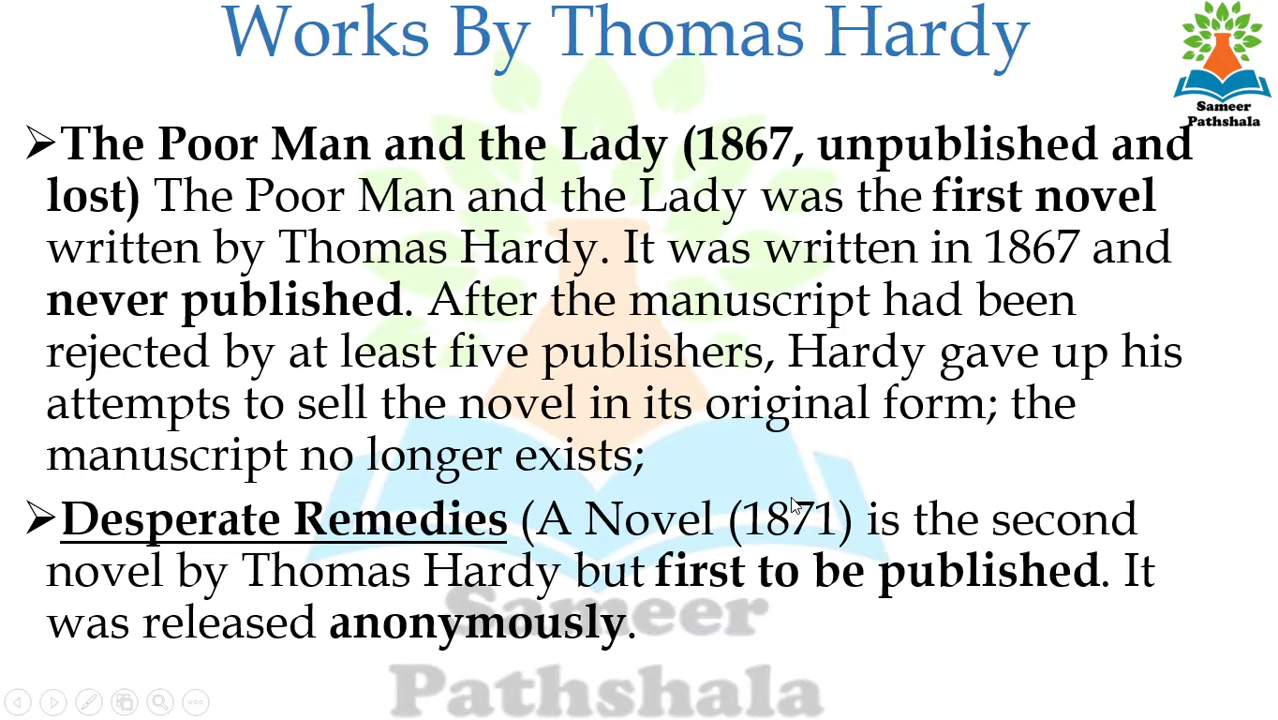 Works By Thomas Hardy
Sameer
Pathshala
➢The Poor Man and the Lady (1867, unpublished and
lost) The Poor Man and the Lady was the first novel
written by Thomas Hardy. It was written in 1867 and
never published. After the manuscript had been
rejected by at least five publishers, Hardy gave up his
attempts to sell the novel in its original form; the
manuscript no longer exists;
➢Desperate Remedies (A Novel (1871) is the second
novel by Thomas Hardy but first to be published. It
was released anonymously.
Sameer
Pathshala